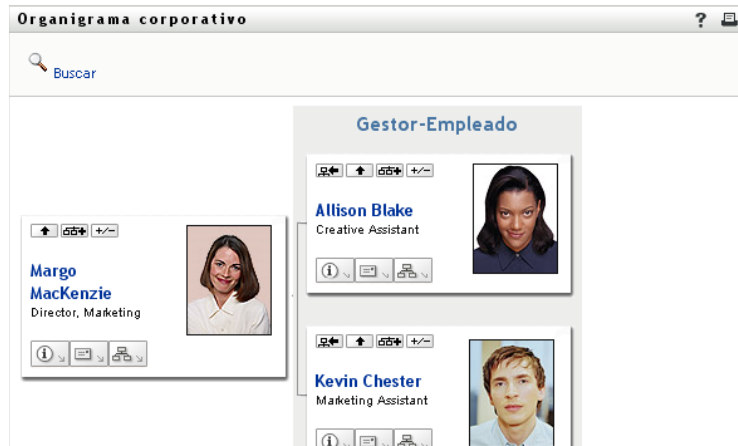 Organigrama corporativo
?
Buscar
Gestor-Empleado
+/−
Allison Blake
Creative Assistant
+/−
Margo
MacKenzie
Director, Marketing
+/−
Kevin Chester
Marketing Assistant